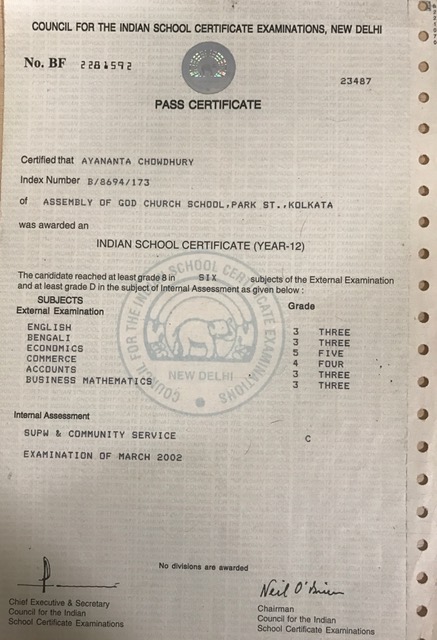 COUNCIL FOR THE INDIAN SCHOOL CERTIFICATE EXAMINATIONS, NEW DELHI
No. BF 2281592
23487
PASS CERTIFICATE
Certified that AYANANTA CHOWDHURY
Index Number B/8694/173
of ASSEMBLY OF GOD CHURCH SCHOOL,PARK ST.,KOLKATA
was awarded an
INDIAN SCHOOL CERTIFICATE (YEAR-12)
The candidate reached at least grade 8 in SIX subjects of the External Examination
and at least grade D in the subject of Internal Assessment as given below :
SUBJECTS Grade
External Examination
ENGLISH 3 THREE
BENGALI 3 THREE
ECONOMICS 5 FIVE
COMMERCE 4 FOUR
ACCOUNTS 3 THREE
BUSINESS MATHEMATICS 3 THREE
COUNCIL FOR THE INDIAN SCHOOL CERTIFICATE EXAMINATIONS
NEW DELHI
Internal Assessment
SUPW & COMMUNITY SERVICE C
EXAMINATION OF MARCH 2002
No divisions are awarded
Neil O'Brien
Chief Executive & Secretary
Council for the Indian
School Certificate Examinations
Chairman
Council for the Indian
School Certificate Examinations